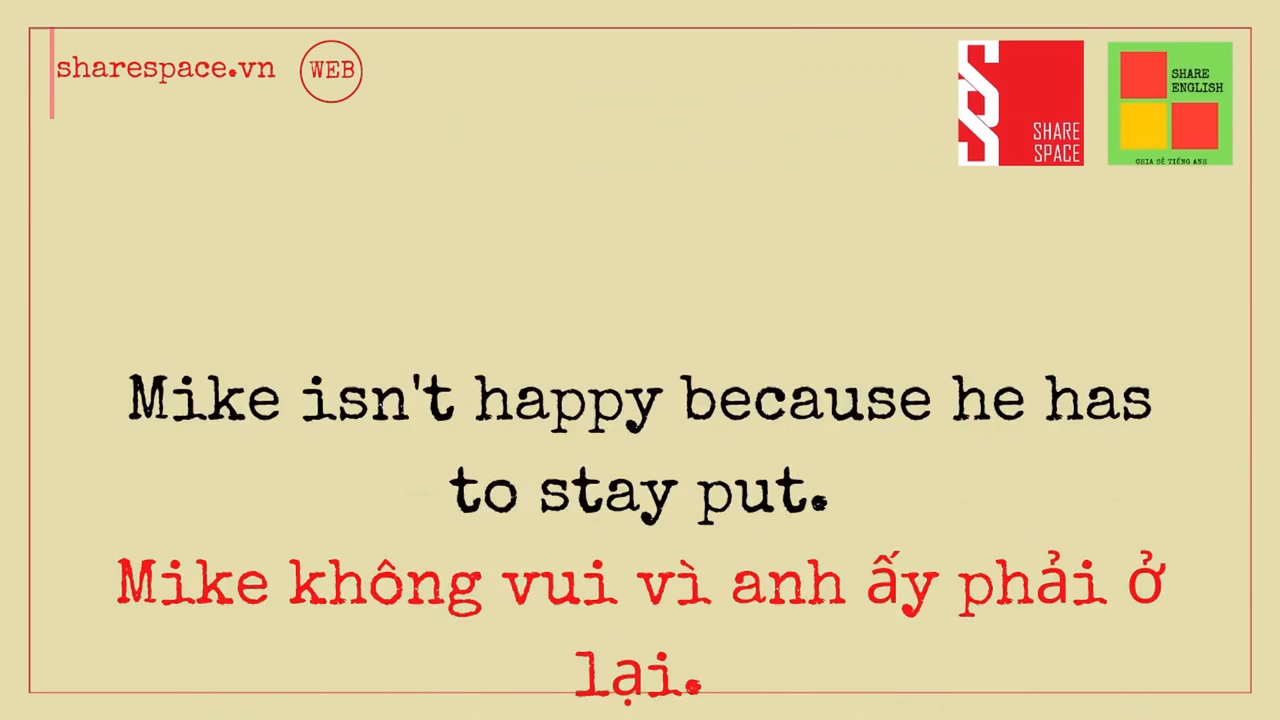 sharespace.vn
WEB
SHARE
SPACE
SHARE
ENGLISH
CHIA SẺ TIẾNG ANH
Mike isn't happy because he has
to stay put.
Mike không vui vì anh ấy phải ở
lại.